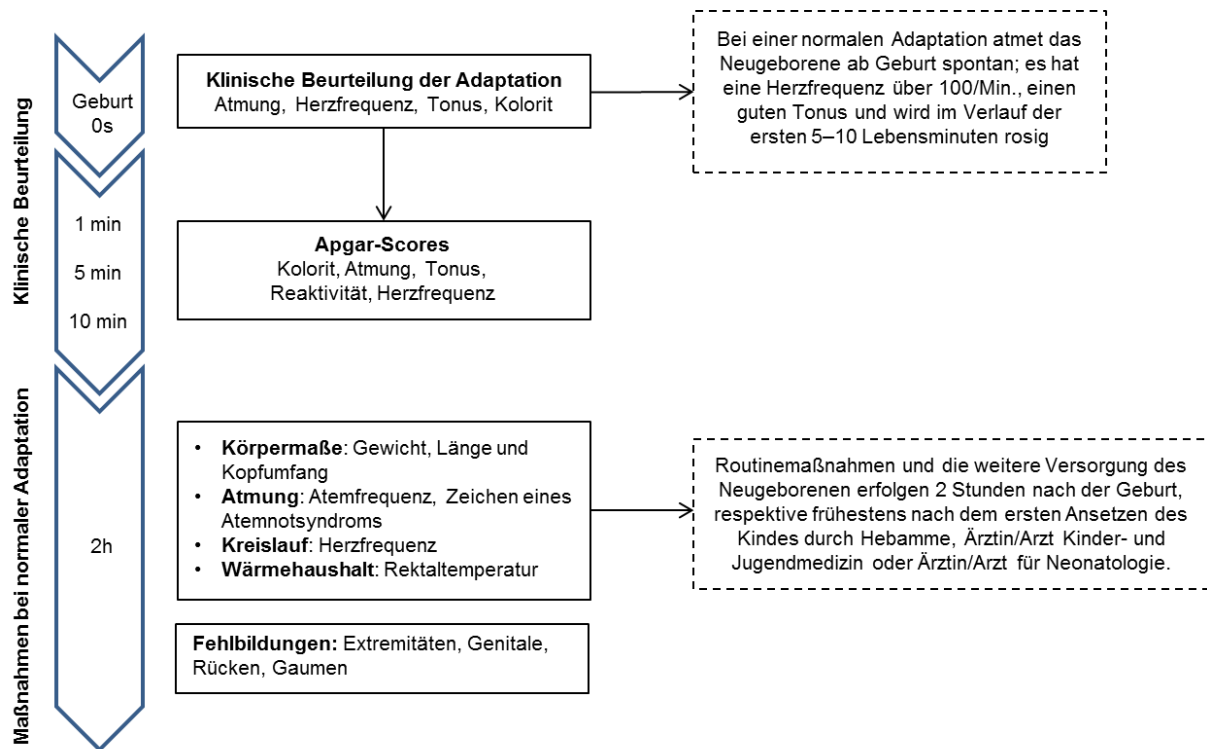 Klinische Beurteilung
Geburt
0s
Klinische Beurteilung der Adaptation
Atmung, Herzfrequenz, Tonus, Kolorit
Bei einer normalen Adaptation atmet das
Neugeborene ab Geburt spontan; es hat
eine Herzfrequenz über 100/Min., einen
guten Tonus und wird im Verlauf der
ersten 5–10 Lebensminuten rosig
1 min
5 min
10 min
Apgar-Scores
Kolorit, Atmung, Tonus,
Reaktivität, Herzfrequenz
Maßnahmen bei normaler Adaptation
2h
• Körpermaße: Gewicht, Länge und
Kopfumfang
• Atmung: Atemfrequenz, Zeichen eines
Atemnotsyndroms
• Kreislauf: Herzfrequenz
• Wärmehaushalt: Rektaltemperatur
Routinemaßnahmen und die weitere Versorgung des
Neugeborenen erfolgen 2 Stunden nach der Geburt,
respektive frühestens nach dem ersten Ansetzen des
Kindes durch Hebamme, Ärztin/Arzt Kinder- und
Jugendmedizin oder Ärztin/Arzt für Neonatologie.
Fehlbildungen: Extremitäten, Genitale,
Rücken, Gaumen